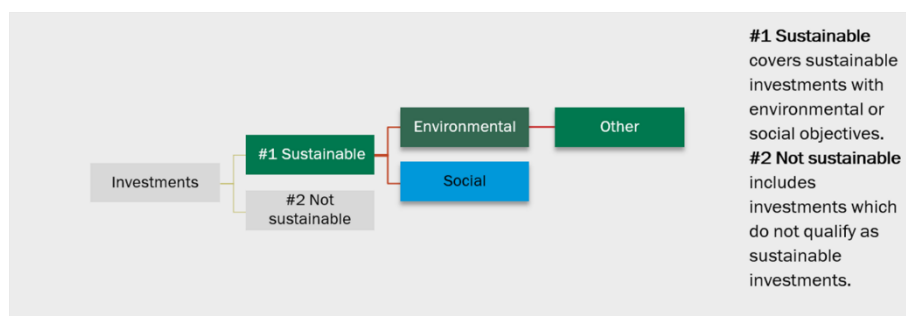 Investments
#1 Sustainable
#2 Not
sustainable
Environmental
Social
Other
#1 Sustainable
covers sustainable
investments with
environmental or
social objectives.
#2 Not sustainable
includes
investments which
do not qualify as
sustainable
investments.